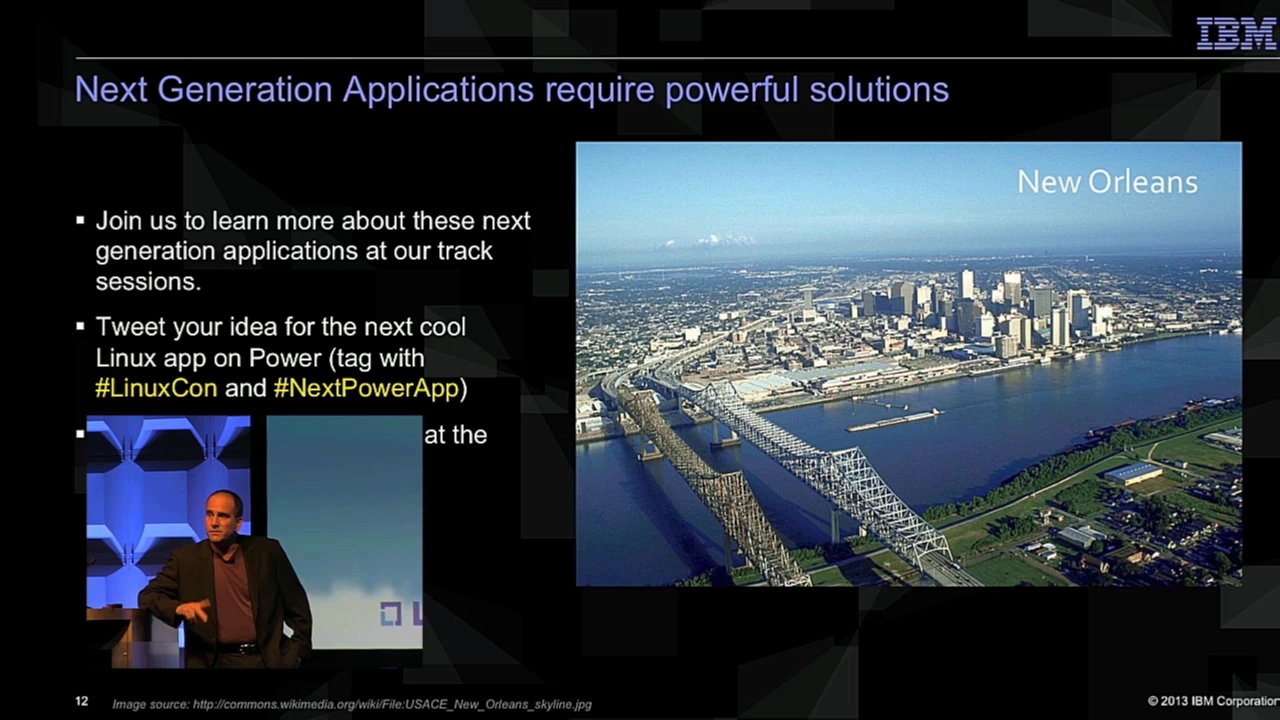 IBM
Next Generation Applications require powerful solutions
New Orleans
▪ Join us to learn more about these next
generation applications at our track
sessions.
▪ Tweet your idea for the next cool
Linux app on Power (tag with
#LinuxCon and #NextPowerApp)
▪ at the
12
Image source: http://commons.wikimedia.org/wiki/File:USACE_New_Orleans_skyline.jpg
© 2013 IBM Corporation